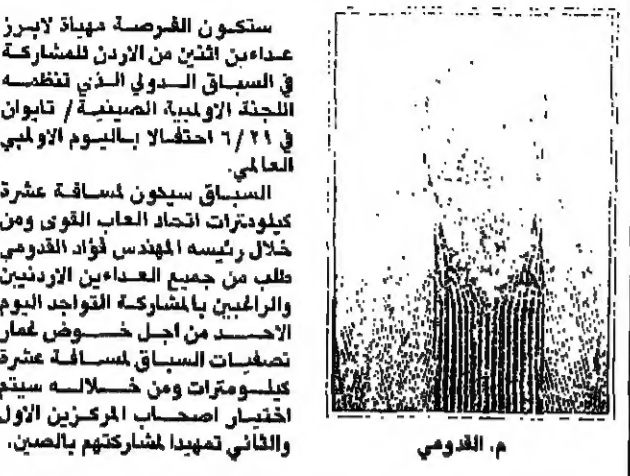 ستكون الفرصة مهياة لابرز
عداءين اثنين من الاردن للمشاركة
في السباق الدولي الذي تنظمه
اللجنة الاولمبية الصينية / تايوان
في ٢١/٦ احتفالا باليوم الاولمبي
العالمي.
السباق سيكون لمسافة عشرة
كيلومترات اتحاد العاب القوى ومن
خلال رئيسه المهندس فؤاد القدومي
طلب من جميع العداءين الاردنيين
والراغبين بالمشاركة التواجد اليوم
الاحد من اجل خوض غمار
تصفيات السباق لمسافة عشرة
كيلومترات ومن خلاله سيتم
اختيار اصحاب المركزين الاول
والثاني تمهيدا لمشاركتهم بالصين.
م. القدومي